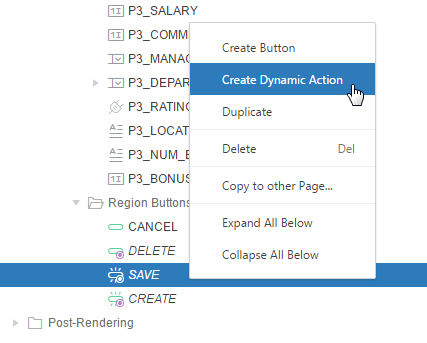 P3_SALARY
P3_COMM
P3_MANAG
P3_DEPAR
P3_RATING
P3_LOCAT
P3_NUM_E
P3_BONUS
Region Buttons
CANCEL
DELETE
SAVE
CREATE
Post-Rendering
Create Button
Create Dynamic Action
Duplicate
Delete Del
Copy to other Page...
Expand All Below
Collapse All Below